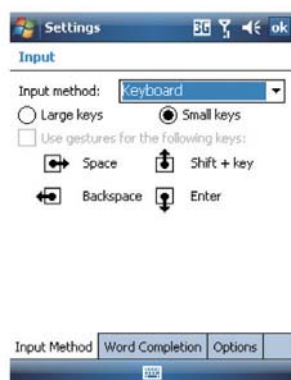 Settings 3G ok
Input
Input method: Keyboard
Large keys Small keys
Use gestures for the following keys:
Space Shift + key
Backspace Enter
Input Method Word Completion Options